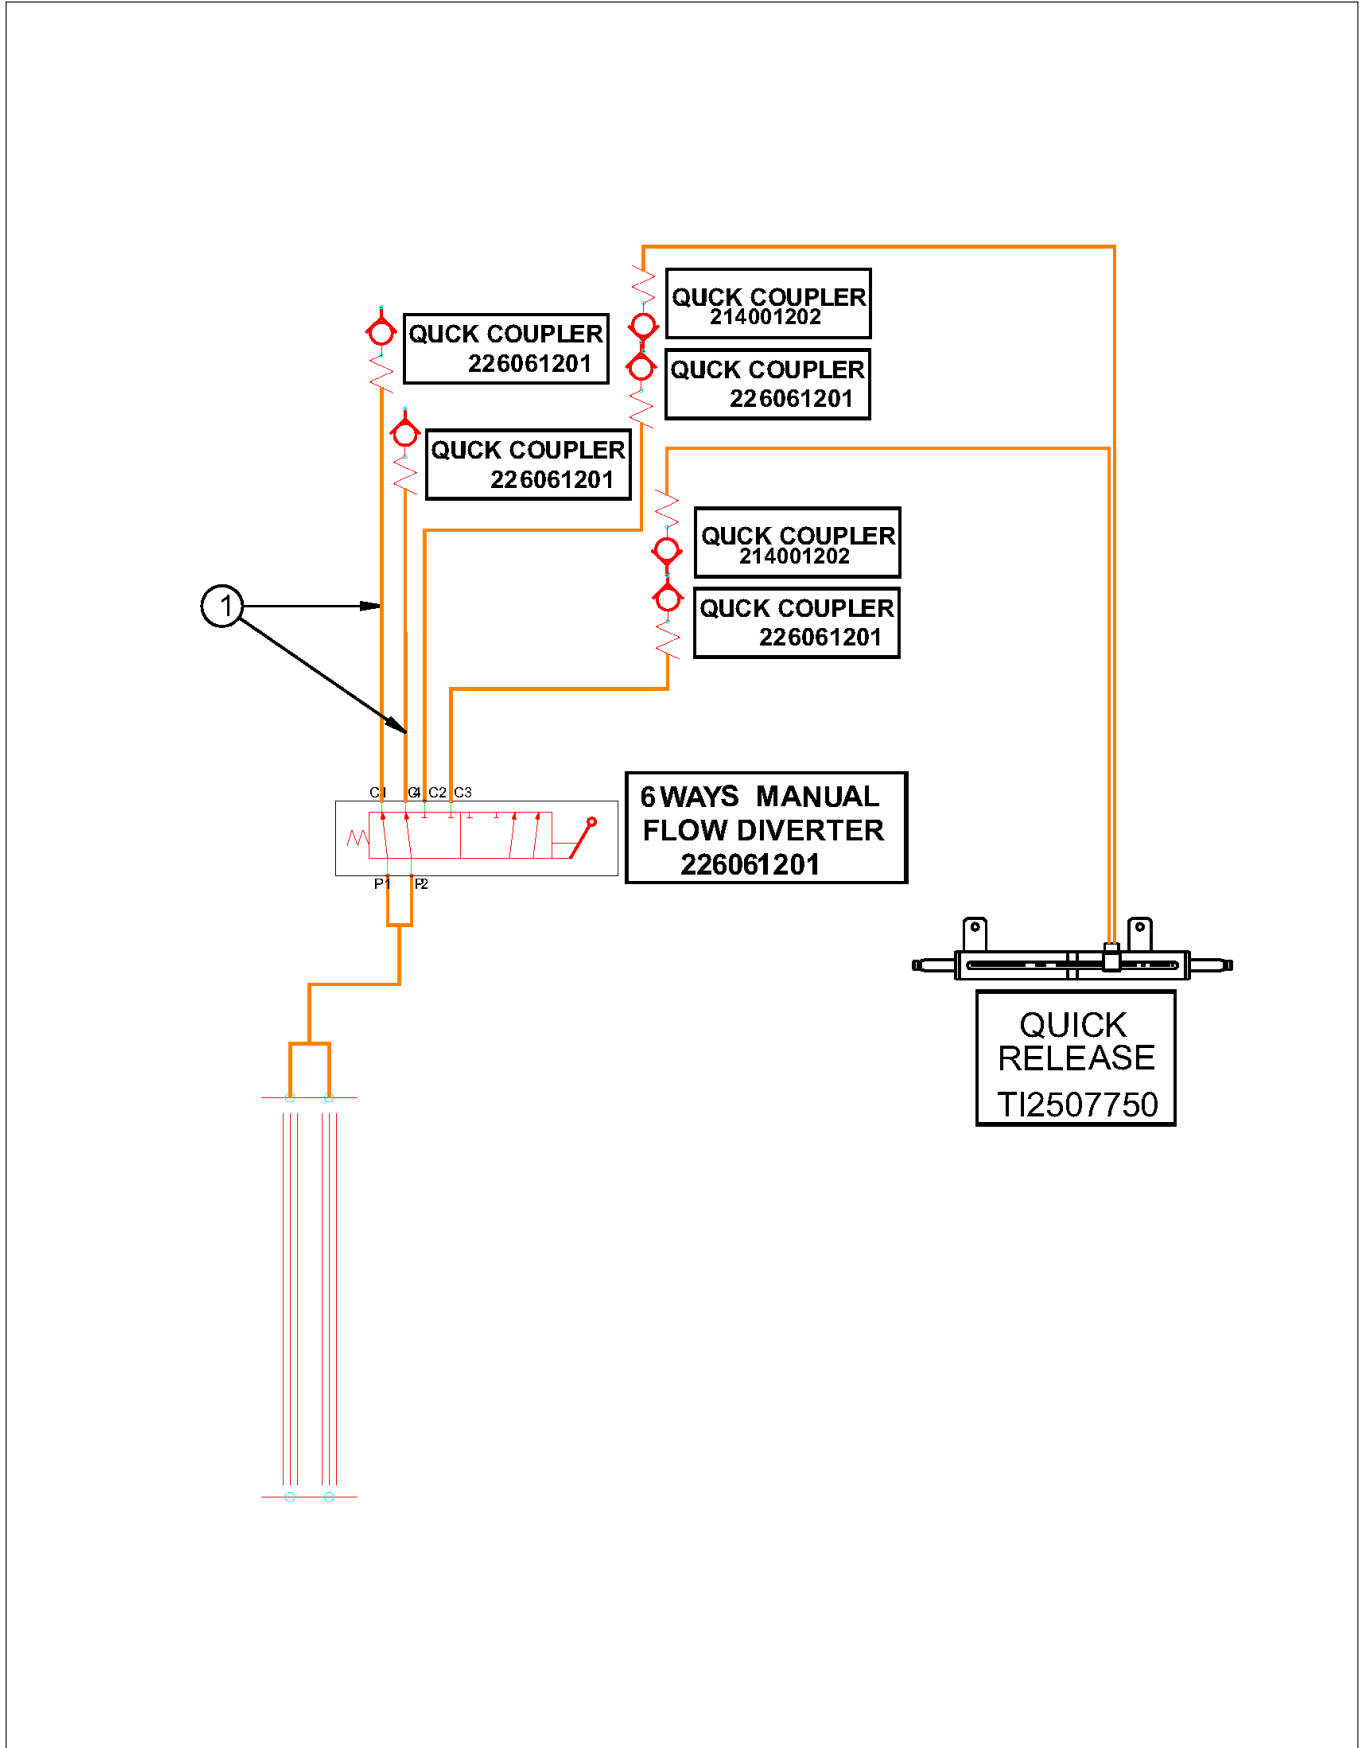 QUCK COUPLER
214001202
QUCK COUPLER
226061201
QUCK COUPLER
226061201
QUCK COUPLER
226061201
QUCK COUPLER
214001202
QUCK COUPLER
226061201
1
C1 C4 C2 C3
6 WAYS MANUAL
FLOW DIVERTER
226061201
P1 P2
QUICK
RELEASE
TI2507750